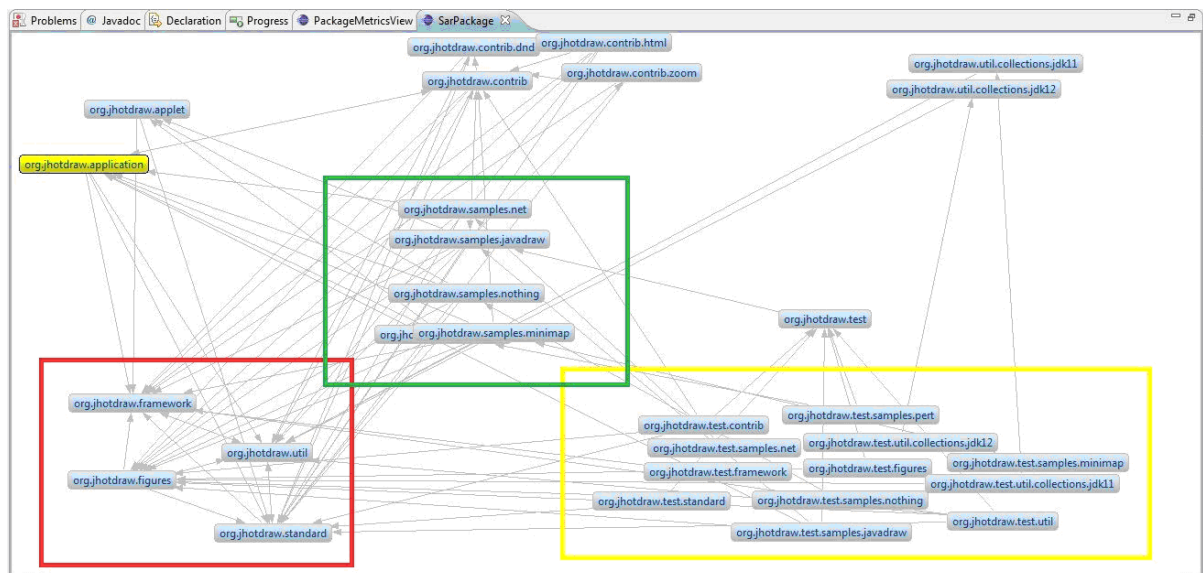 Problems @ Javadoc Declaration Progress PackageMetricsView SarPackage
org.jhotdraw.contrib.dnd org.jhotdraw.contrib.html
org.jhotdraw.util.collections.jdk11
org.jhotdraw.contrib org.jhotdraw.contrib.zoom
org.jhotdraw.util.collections.jdk12
org.jhotdraw.applet
org.jhotdraw.application
org.jhotdraw.samples.net
org.jhotdraw.samples.javadraw
org.jhotdraw.samples.nothing
org.jhotdraw.test
org.jhotdraw.samples.minimap
org.jhotdraw.framework
org.jhotdraw.test.samples.pert
org.jhotdraw.test.contrib
org.jhotdraw.test.util.collections.jdk12
org.jhotdraw.util
org.jhotdraw.test.samples.net
org.jhotdraw.test.samples.minimap
org.jhotdraw.figures
org.jhotdraw.test.framework org.jhotdraw.test.figures
org.jhotdraw.test.util.collections.jdk11
org.jhotdraw.test.standard org.jhotdraw.test.samples.nothing
org.jhotdraw.test.util
org.jhotdraw.standard
org.jhotdraw.test.samples.javadraw